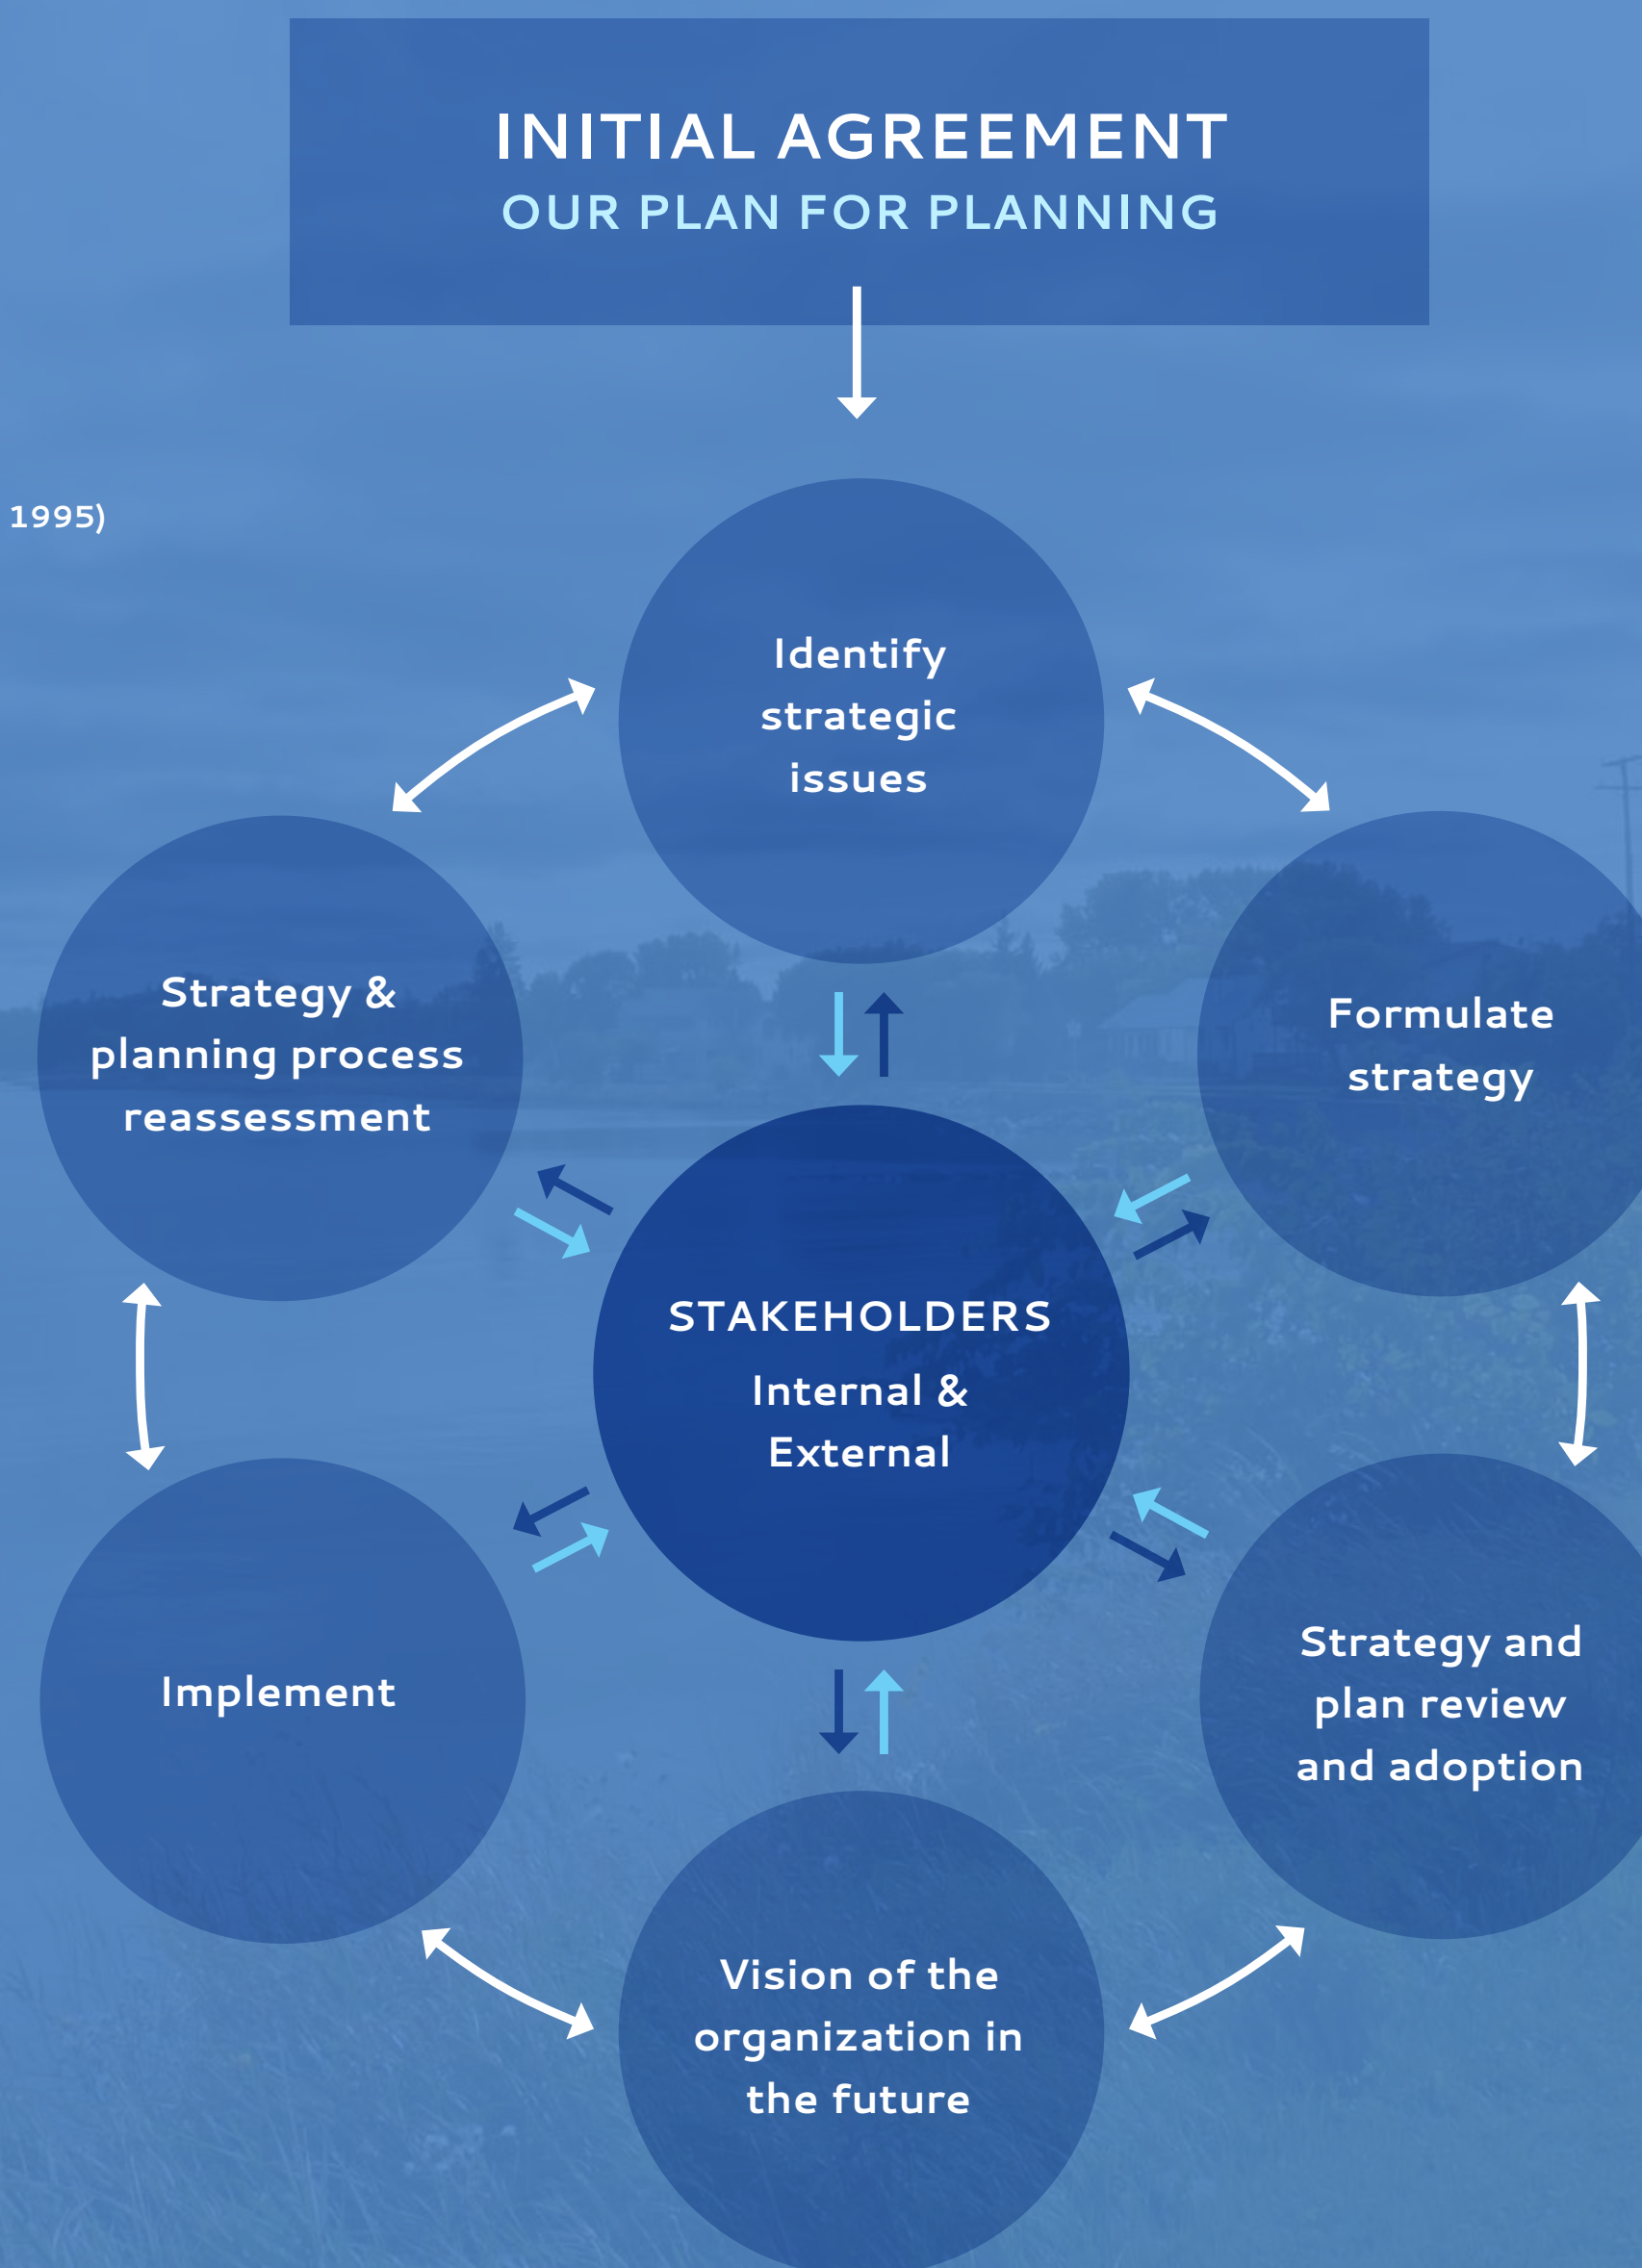 INITIAL AGREEMENT
OUR PLAN FOR PLANNING
1995)
Identify
strategic
issues
Strategy &
planning process
reassessment
Formulate
strategy
STAKEHOLDERS
Internal &
External
Implement
Strategy and
plan review
and adoption
Vision of the
organization in
the future